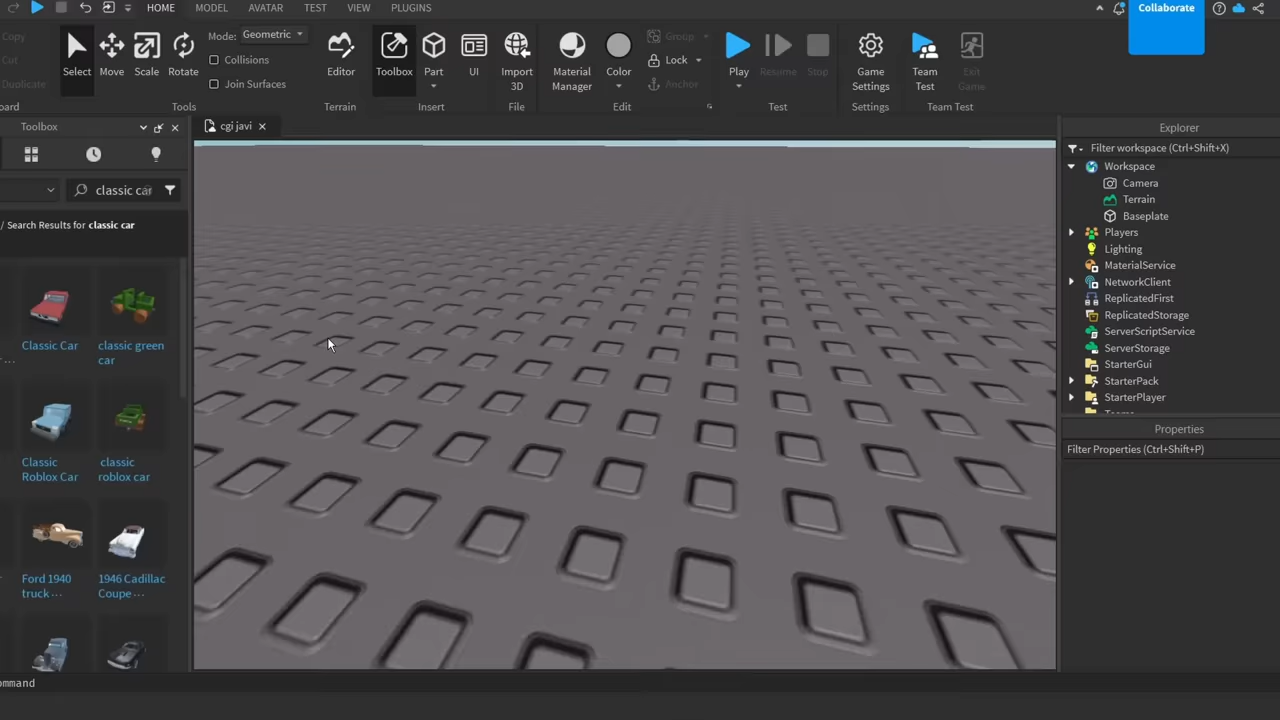 HOME MODEL AVATAR TEST VIEW PLUGINS
Collaborate
Copy
Cut
Duplicate
Select
Move
Scale
Rotate
Mode: Geometric
Collisions
Join Surfaces
Tools
Editor
Terrain
Toolbox
Part
UI
Insert
Import
3D
File
Material
Manager
Color
Group
Lock
Anchor
Edit
Play
Resume
Stop
Test
Game
Settings
Settings
Team
Test
Exit
Game
Team Test
oard
Toolbox
classic car
/ Search Results for classic car
Classic Car
classic green
car
Classic
Roblox Car
classic
roblox car
Ford 1940
truck ···
1946 Cadillac
Coupe ···
cgi javi
Explorer
Filter workspace (Ctrl+Shift+X)
Workspace
Camera
Terrain
Baseplate
Players
Lighting
MaterialService
NetworkClient
ReplicatedFirst
ReplicatedStorage
ServerScriptService
ServerStorage
StarterGui
StarterPack
StarterPlayer
Teams
Properties
Filter Properties (Ctrl+Shift+P)
ommand